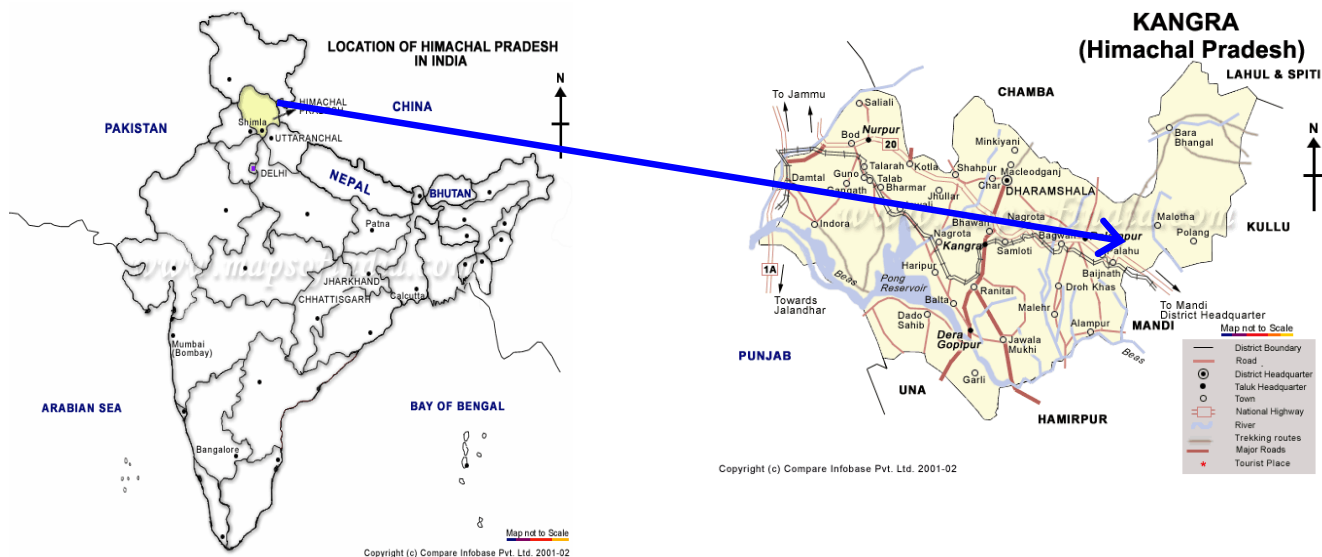 LOCATION OF HIMACHAL PRADESH
IN INDIA
N
CHINA
HIMACHAL
PAKISTAN
Shimla
UTTARANCHAL
DELHI
NEPAL
BHUTAN
Patna
www.mapsofindia.com
JHARKHAND
CHHATTISGARH
Calcutta
Mumbai
(Bombay)
ARABIAN SEA
BAY OF BENGAL
Bangalore
Map not to Scale
Copyright (c) Compare Infobase Pvt. Ltd. 2001-02
KANGRA
(Himachal Pradesh)
LAHUL & SPITI
To Jammu
CHAMBA
Saliali
N
Nurpur
Bod
20
Minkiyani
Bara
Bhangal
Talarah
Kotla
Shahpur
Macleodganj
Guno
Talab
Char
Damtal
Gangath
Bharmar
Jhullar
DHARAMSHALA
Indora
Nagrota
Malotha
KULLU
Bhawan
Polang
Nagrota
Kangra
Samloti
Bagwan
Palahu
1A
Beas
Haripur
Pong
Reservoir
Baijnath
Droh Khas
Ranital
Towards
Jalandhar
Balta
Malehr
To Mandi
District Headquarter
Dado
Sahib
MANDI
Alampur
Dera
Gopipur
Jawala
Mukhi
Beas
PUNJAB
Garli
UNA
HAMIRPUR
Map not to Scale
District Boundary
Road
District Headquarter
Taluk Headquarter
Town
National Highway
River
Trekking routes
Major Roads
Tourist Place
Copyright (c) Compare Infobase Pvt. Ltd. 2001-02